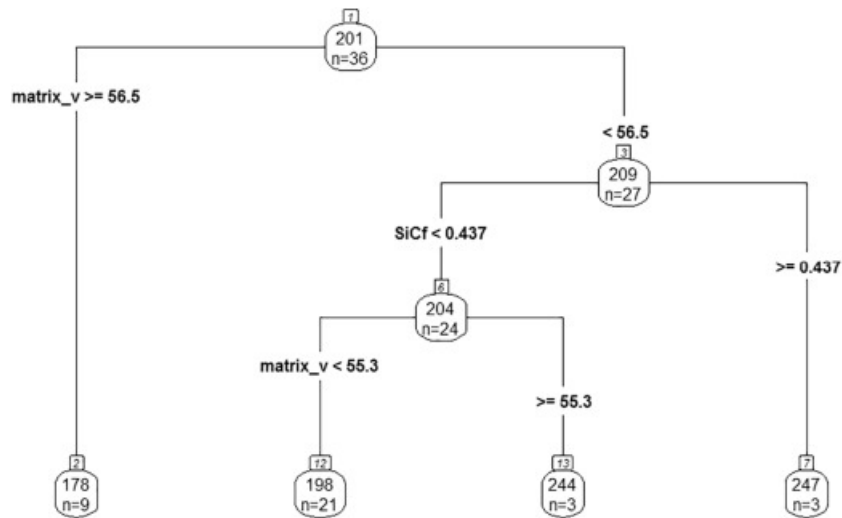 1
201
n=36
matrix_v >= 56.5
< 56.5
3
209
n=27
SiCf < 0.437
>= 0.437
6
204
n=24
matrix_v < 55.3
>= 55.3
2
178
n=9
12
198
n=21
13
244
n=3
7
247
n=3